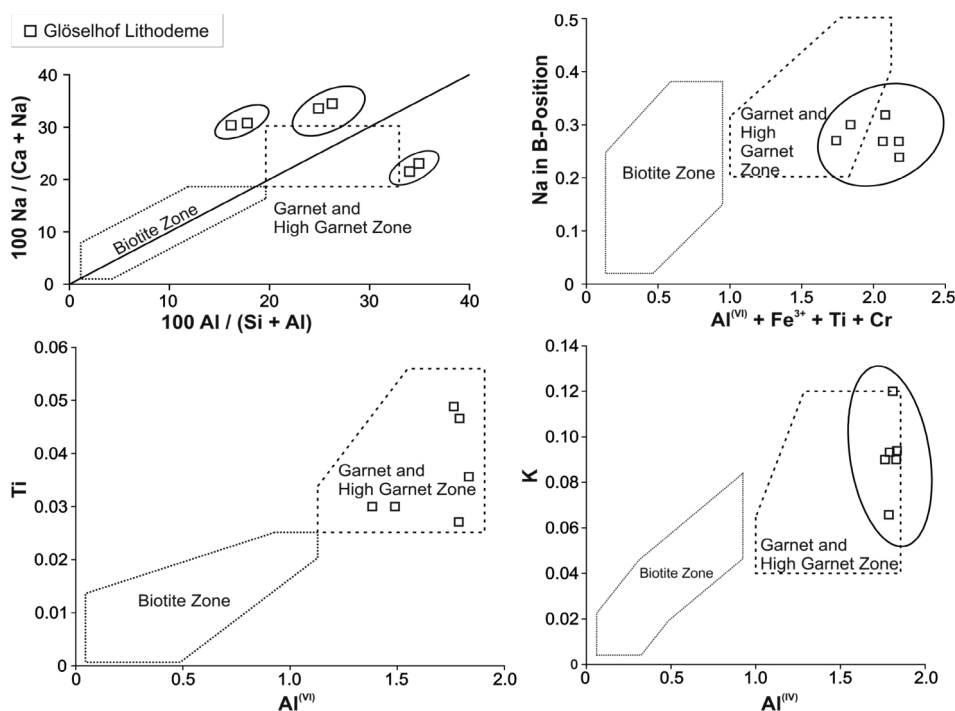 Glöselhof Lithodeme
100 Na / (Ca + Na)
40
30
20
10
0
Biotite Zone
Garnet and
High Garnet Zone
0
10
20
30
40
100 Al / (Si + Al)
Na in B-Position
0.5
0.4
0.3
0.2
0.1
0
Biotite Zone
Garnet and
High
Garnet
Zone
0
0.5
1.0
1.5
2.0
2.5
Al(VI) + Fe3+ + Ti + Cr
Ti
0.06
0.05
0.04
0.03
0.02
0.01
0
Garnet and
High Garnet Zone
Biotite Zone
0
0.5
1.0
1.5
2.0
Al(VI)
K
0.12
0.10
0.08
0.06
0.04
0.02
0
Biotite Zone
Garnet and
High Garnet Zone
0
0.5
1.0
1.5
2.0
Al(IV)